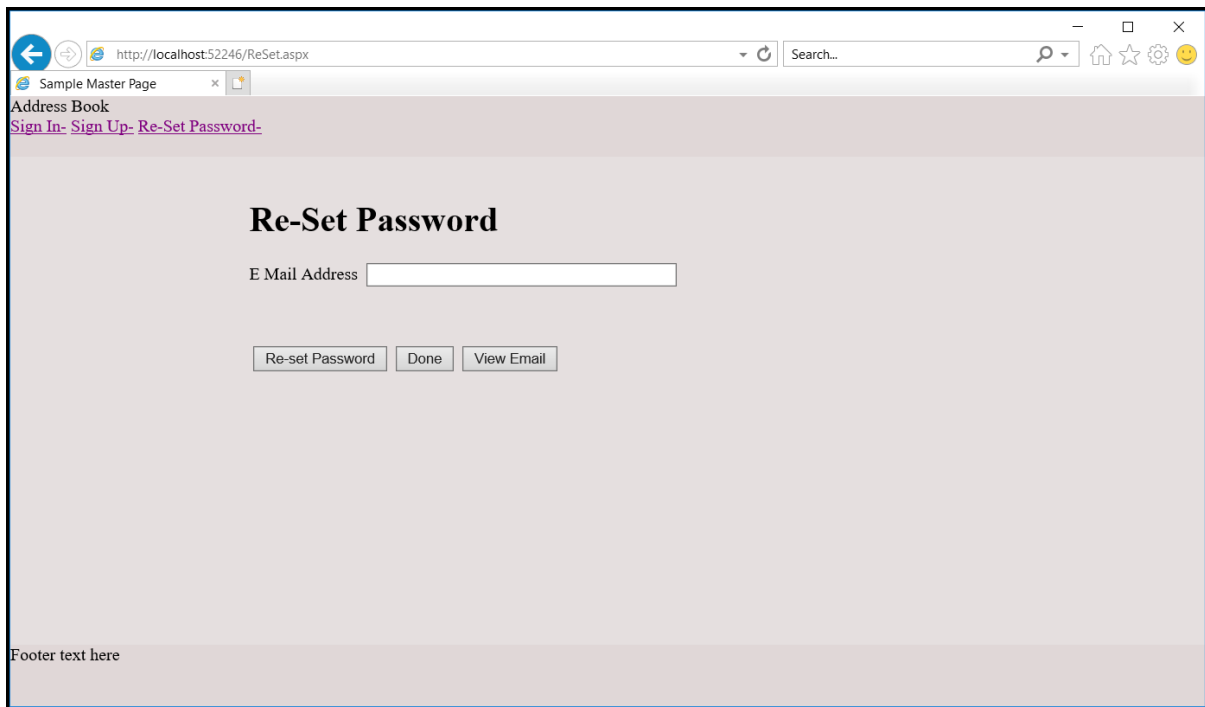 http://localhost:52246/ReSet.aspx
Search...
Sample Master Page
Address Book
Sign In- Sign Up- Re-Set Password-
Re-Set Password
E Mail Address
Re-set Password Done View Email
Footer text here